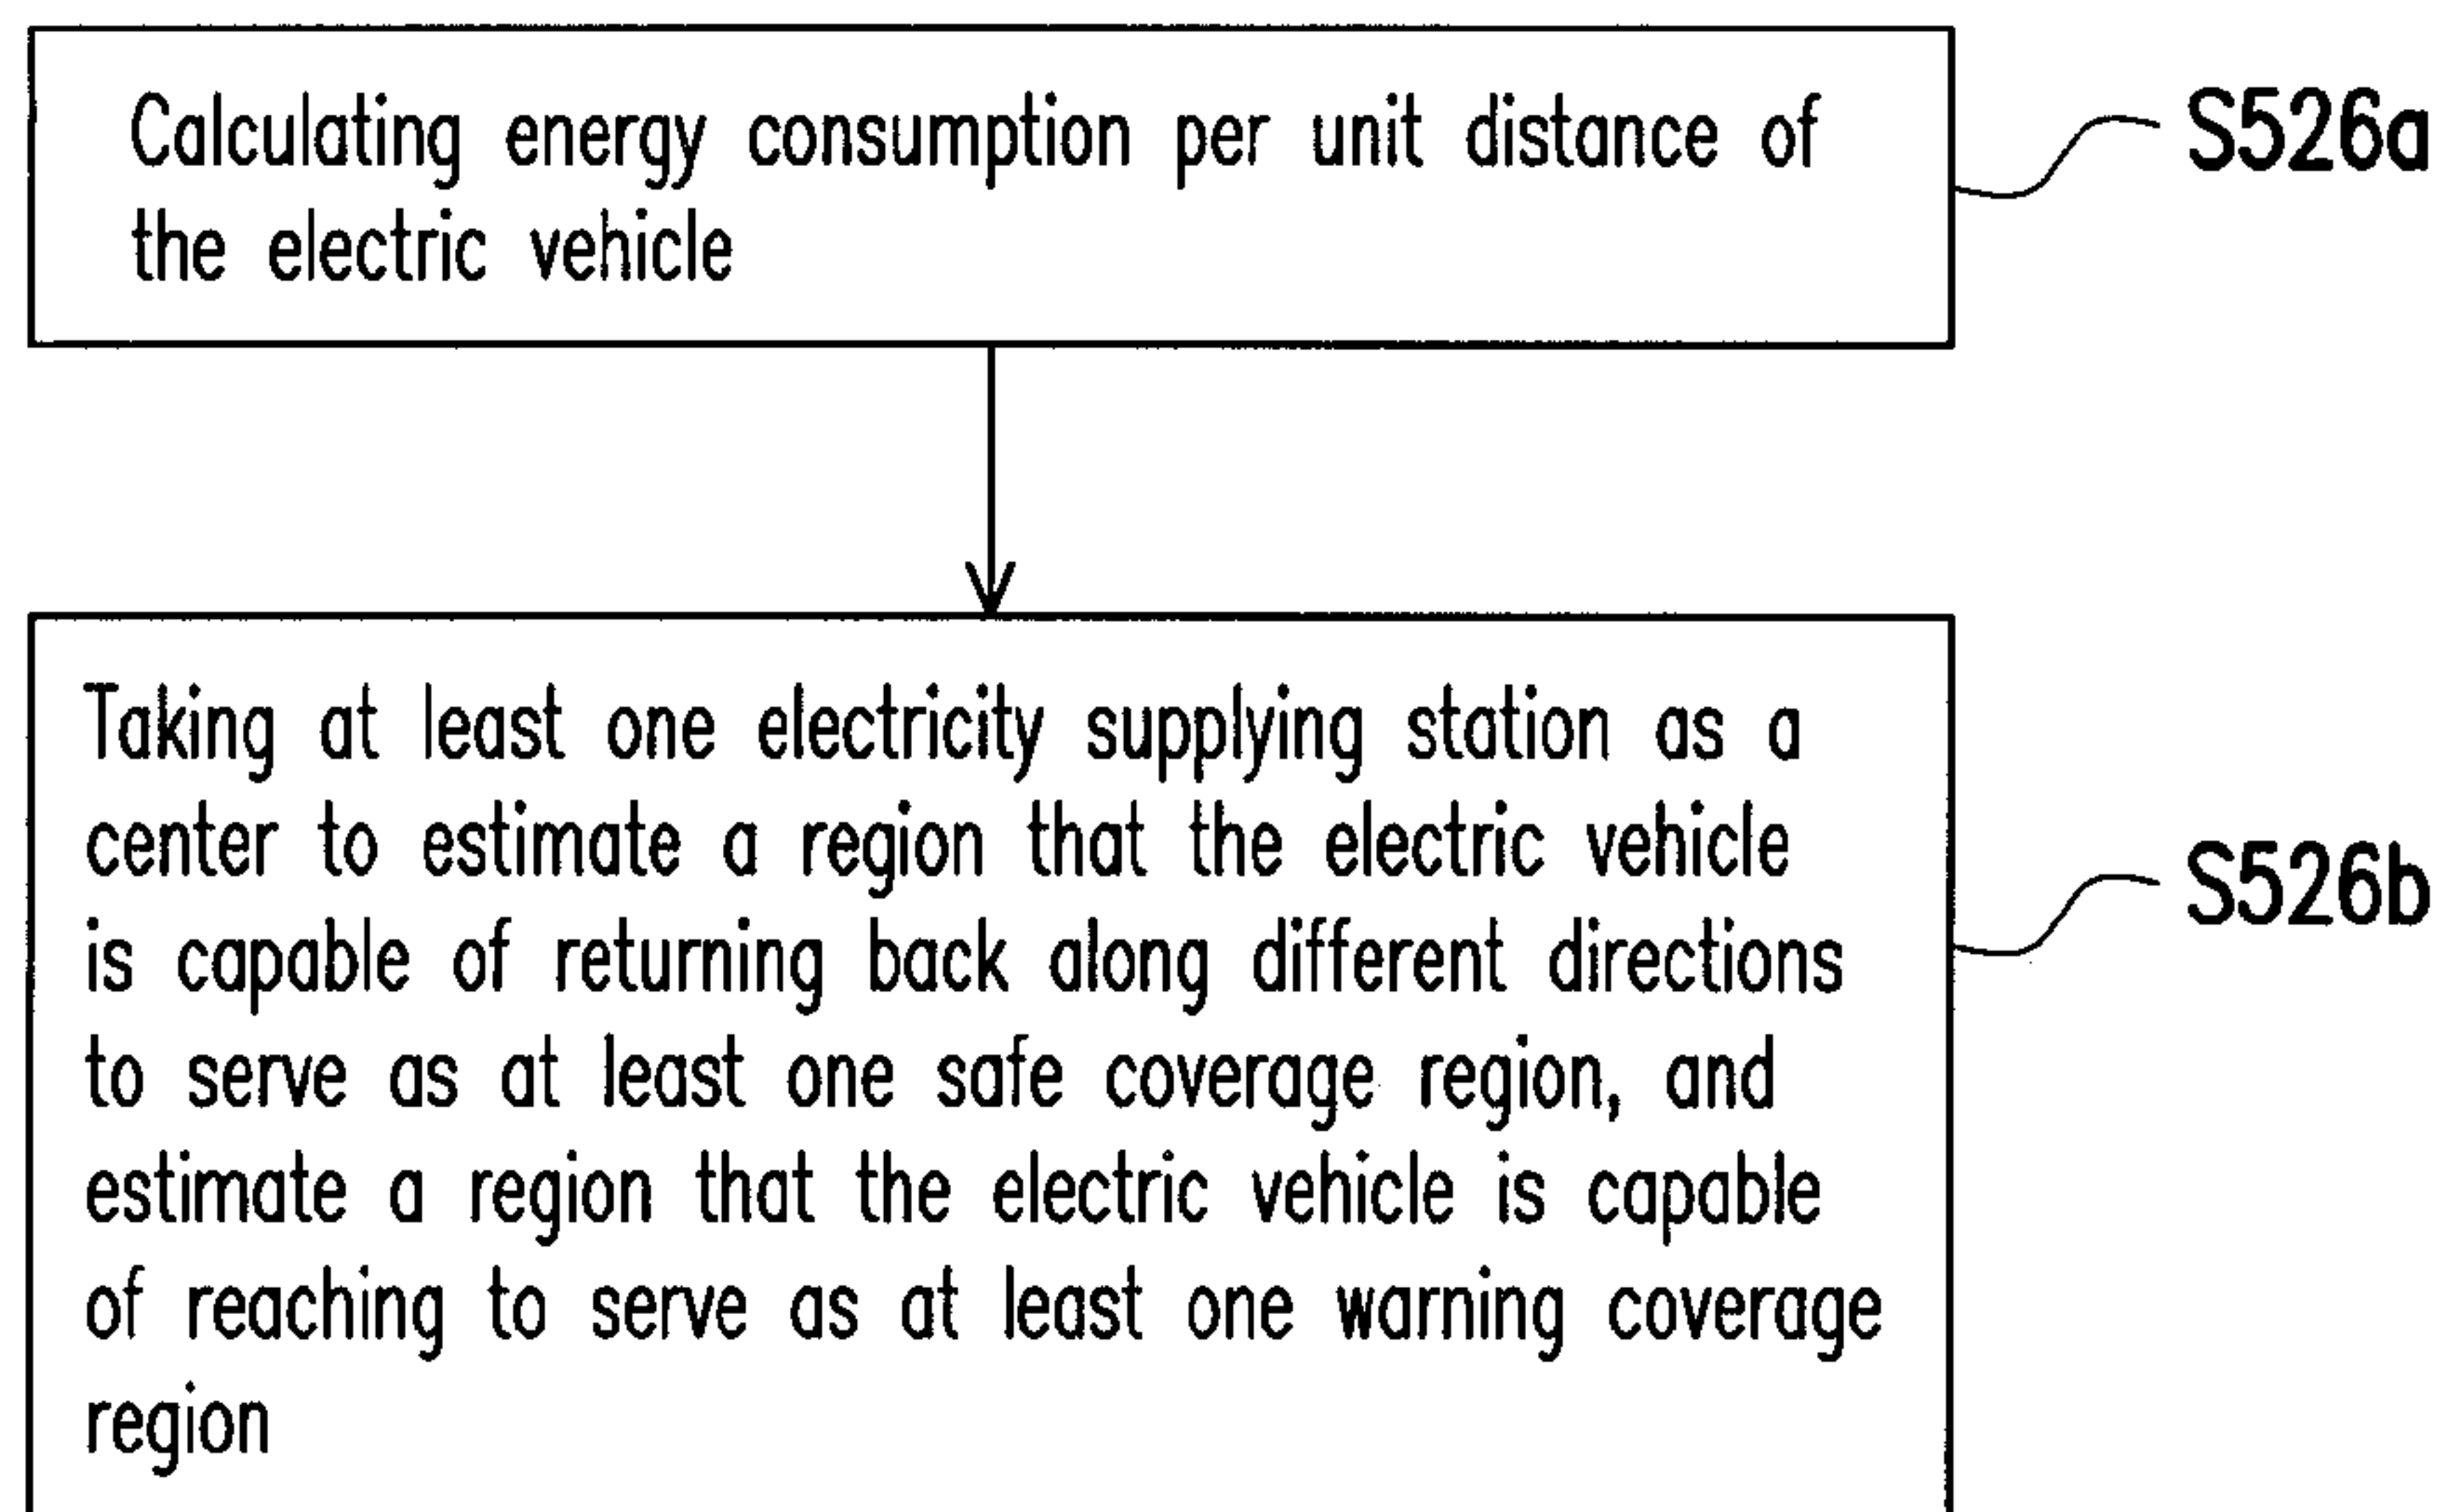 Calculating energy consumption per unit distance of
the electric vehicle
S526a
Taking at least one electricity supplying station as a
center to estimate a region that the electric vehicle
is capable of returning back along different directions
to serve as at least one safe coverage region, and
estimate a region that the electric vehicle is capable
of reaching to serve as at least one warning coverage
region
S526b